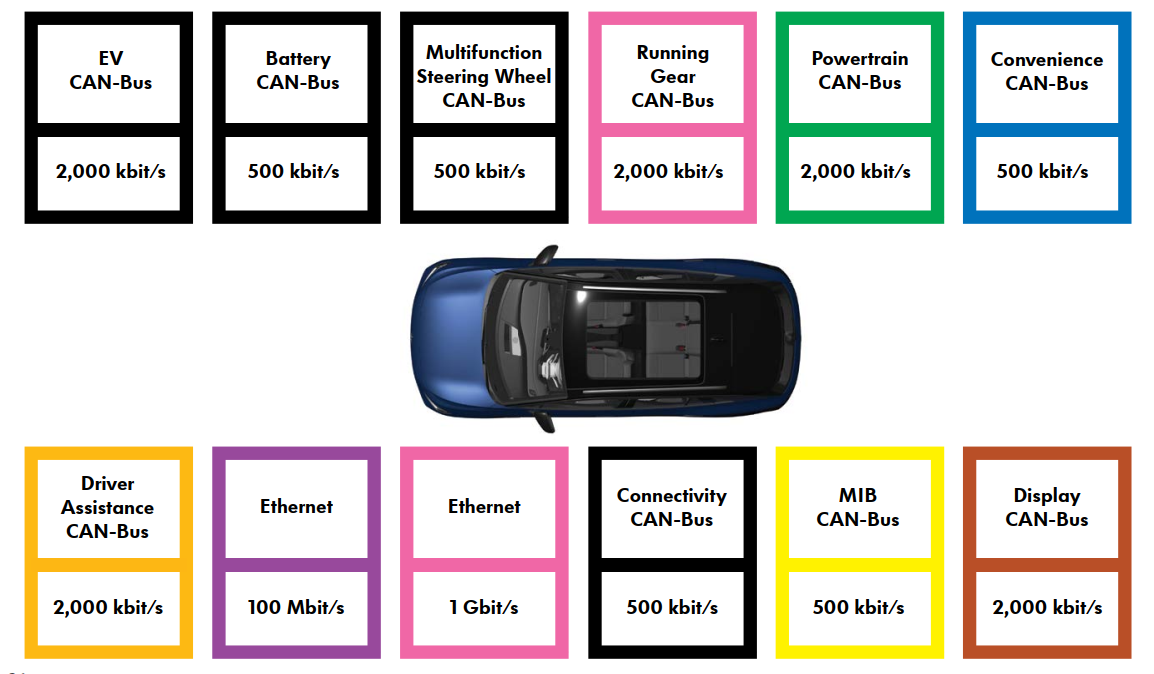 EV
CAN-Bus
2,000 kbit/s
Battery
CAN-Bus
500 kbit/s
Multifunction
Steering Wheel
CAN-Bus
500 kbit/s
Running
Gear
CAN-Bus
2,000 kbit/s
Powertrain
CAN-Bus
2,000 kbit/s
Convenience
CAN-Bus
500 kbit/s
Driver
Assistance
CAN-Bus
2,000 kbit/s
Ethernet
100 Mbit/s
Ethernet
1 Gbit/s
Connectivity
CAN-Bus
500 kbit/s
MIB
CAN-Bus
500 kbit/s
Display
CAN-Bus
2,000 kbit/s